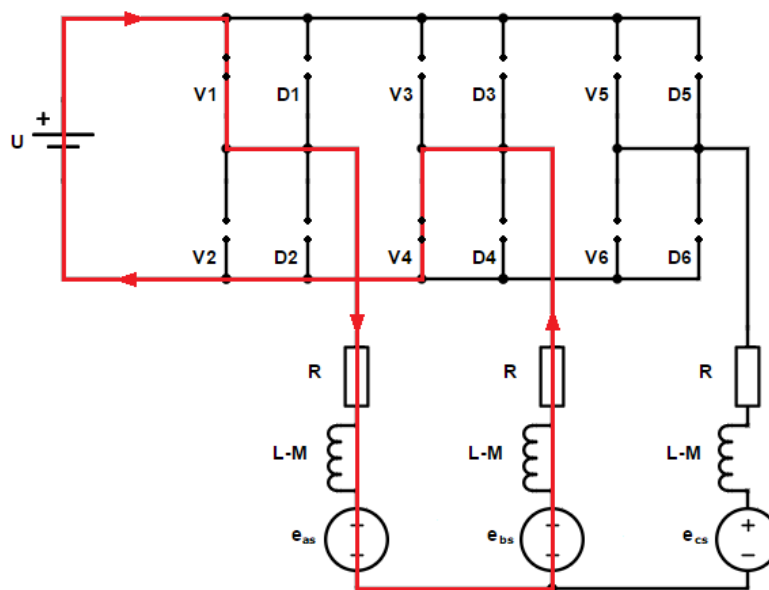 V1 D1 V3 D3 V5 D5
+
U
V2 D2 V4 D4 V6 D6
R R R
L-M L-M L-M
eas ebs ecs
+ + +
− − −